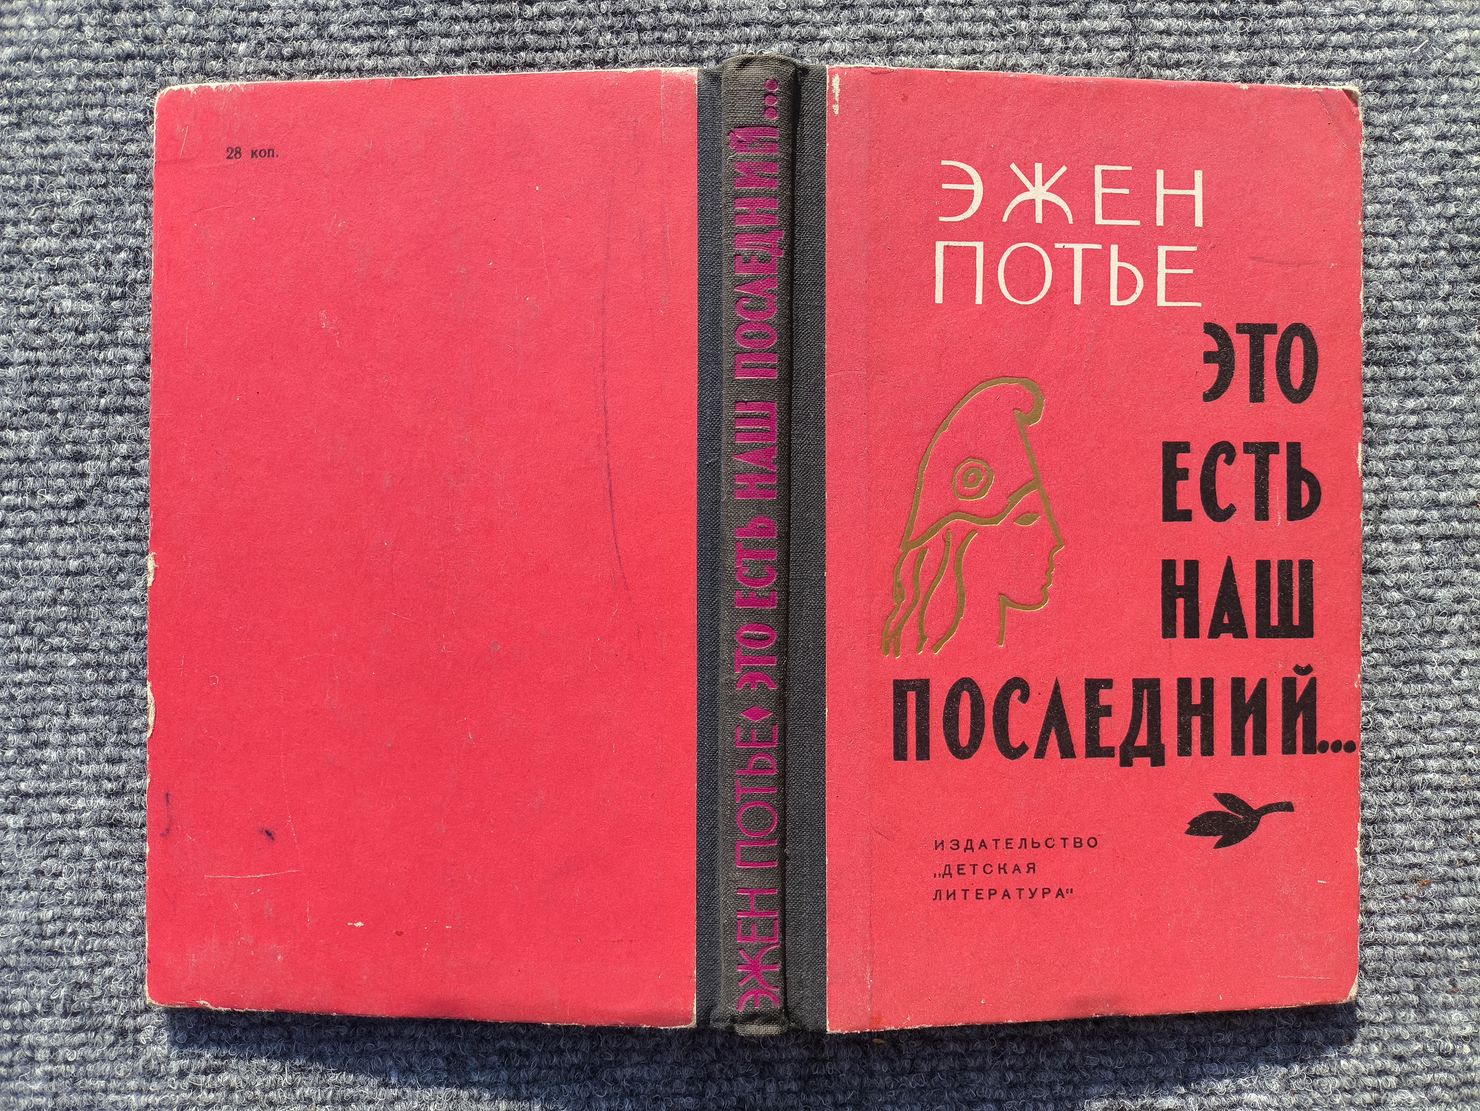 28 коп.
ЭЖЕН ПОТЬЕ ♦ ЭТО ЕСТЬ НАШ ПОСЛЕДНИЙ...
ЭЖЕН
ПОТЬЕ
ЭТО
ЕСТЬ
НАШ
ПОСЛЕДНИЙ...
ИЗДАТЕЛЬСТВО
„ДЕТСКАЯ
ЛИТЕРАТУРА“